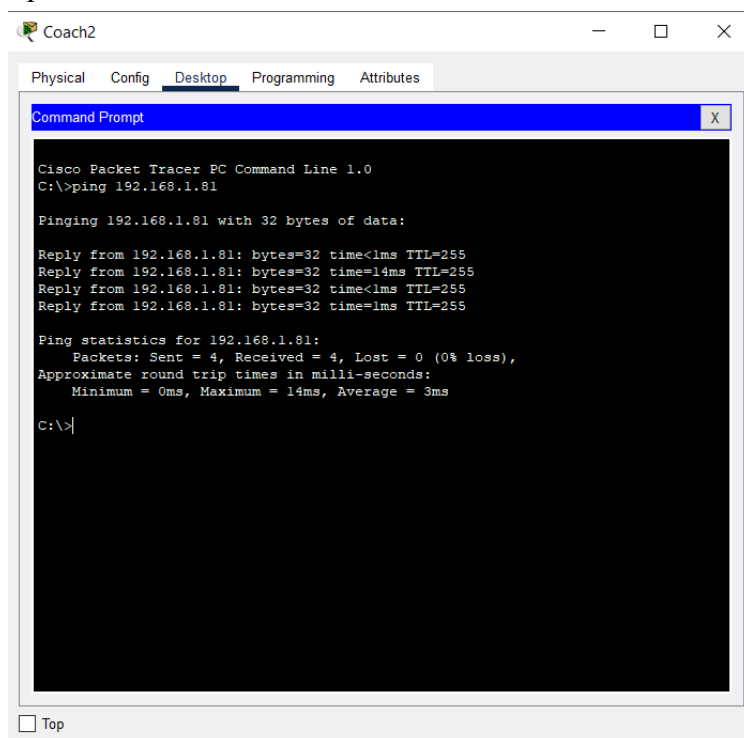 Coach2
Physical Config Desktop Programming Attributes
Command Prompt
X
Cisco Packet Tracer PC Command Line 1.0
C:\>ping 192.168.1.81
Pinging 192.168.1.81 with 32 bytes of data:
Reply from 192.168.1.81: bytes=32 time<1ms TTL=255
Reply from 192.168.1.81: bytes=32 time=14ms TTL=255
Reply from 192.168.1.81: bytes=32 time<1ms TTL=255
Reply from 192.168.1.81: bytes=32 time=1ms TTL=255
Ping statistics for 192.168.1.81:
Packets: Sent = 4, Received = 4, Lost = 0 (0% loss),
Approximate round trip times in milli-seconds:
Minimum = 0ms, Maximum = 14ms, Average = 3ms
C:\>
Top